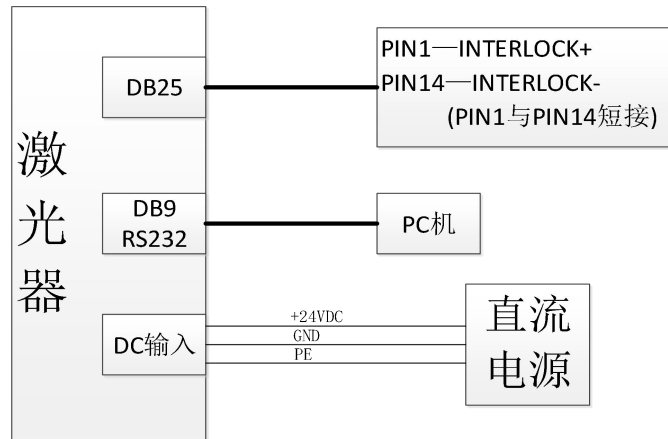 激光器
DB25
PIN1—INTERLOCK+
PIN14—INTERLOCK-
(PIN1与PIN14短接)
DB9
RS232
PC机
DC输入
+24VDC
GND
PE
直流
电源